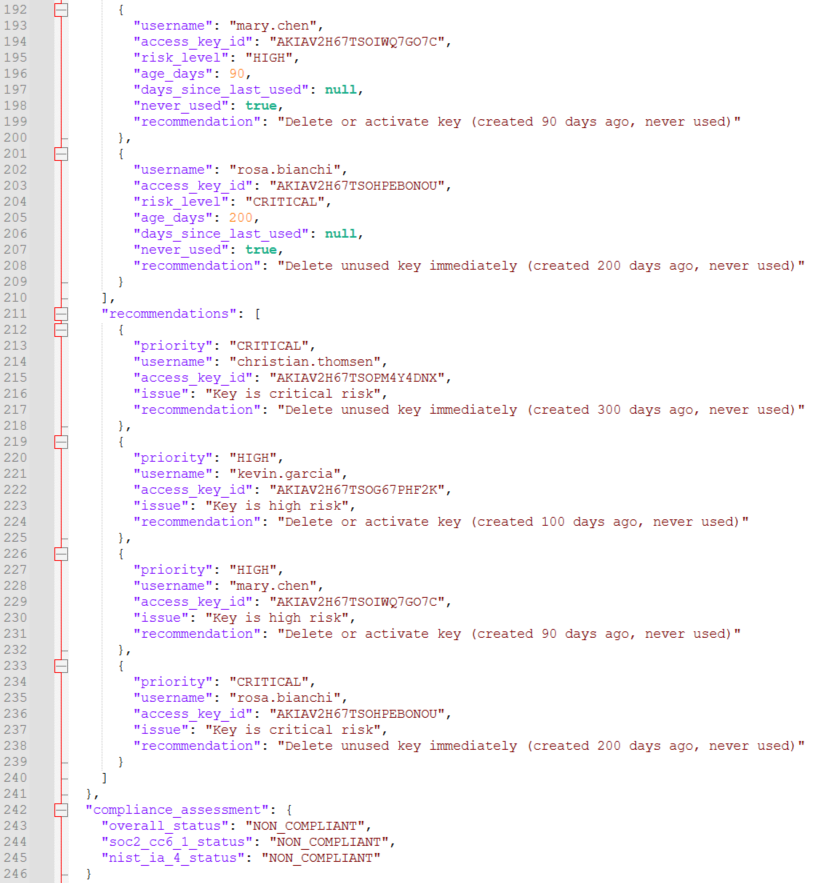 192 {
193 "username": "mary.chen",
194 "access_key_id": "AKIAV2H67TSOIWQ7GO7C",
195 "risk_level": "HIGH",
196 "age_days": 90,
197 "days_since_last_used": null,
198 "never_used": true,
199 "recommendation": "Delete or activate key (created 90 days ago, never used)"
200 },
201 {
202 "username": "rosa.bianchi",
203 "access_key_id": "AKIAV2H67TSOHPEBONOU",
204 "risk_level": "CRITICAL",
205 "age_days": 200,
206 "days_since_last_used": null,
207 "never_used": true,
208 "recommendation": "Delete unused key immediately (created 200 days ago, never used)"
209 }
210 ],
211 "recommendations": [
212 {
213 "priority": "CRITICAL",
214 "username": "christian.thomsen",
215 "access_key_id": "AKIAV2H67TSOPM4Y4DNX",
216 "issue": "Key is critical risk",
217 "recommendation": "Delete unused key immediately (created 300 days ago, never used)"
218 },
219 {
220 "priority": "HIGH",
221 "username": "kevin.garcia",
222 "access_key_id": "AKIAV2H67TSOG67PHF2K",
223 "issue": "Key is high risk",
224 "recommendation": "Delete or activate key (created 100 days ago, never used)"
225 },
226 {
227 "priority": "HIGH",
228 "username": "mary.chen",
229 "access_key_id": "AKIAV2H67TSOIWQ7GO7C",
230 "issue": "Key is high risk",
231 "recommendation": "Delete or activate key (created 90 days ago, never used)"
232 },
233 {
234 "priority": "CRITICAL",
235 "username": "rosa.bianchi",
236 "access_key_id": "AKIAV2H67TSOHPEBONOU",
237 "issue": "Key is critical risk",
238 "recommendation": "Delete unused key immediately (created 200 days ago, never used)"
239 }
240 ]
241 },
242 "compliance_assessment": {
243 "overall_status": "NON_COMPLIANT",
244 "soc2_cc6_1_status": "NON_COMPLIANT",
245 "nist_ia_4_status": "NON_COMPLIANT"
246 }